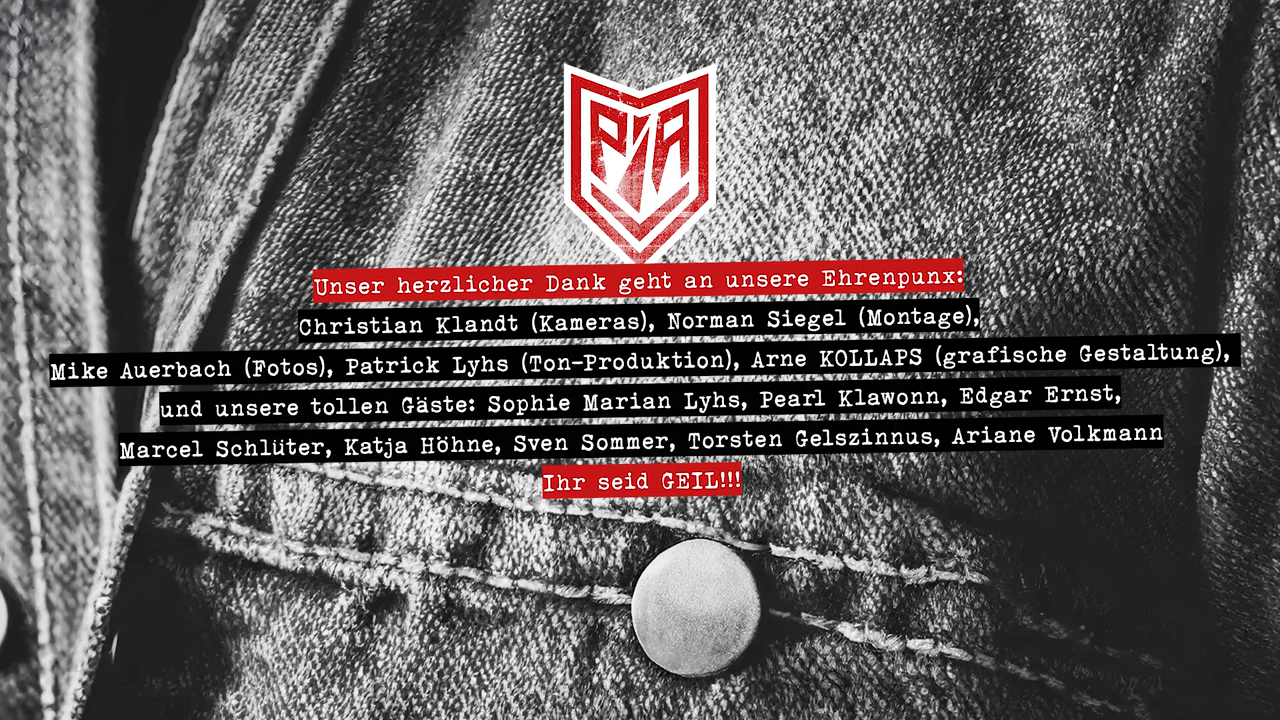 Unser herzlicher Dank geht an unsere Ehrenpunx:
Christian Klandt (Kameras), Norman Siegel (Montage),
Mike Auerbach (Fotos), Patrick Lyhs (Ton-Produktion), Arne KOLLAPS (grafische Gestaltung),
und unsere tollen Gäste: Sophie Marian Lyhs, Pearl Klawonn, Edgar Ernst,
Marcel Schlüter, Katja Höhne, Sven Sommer, Torsten Gelszinnus, Ariane Volkmann
Ihr seid GEIL!!!